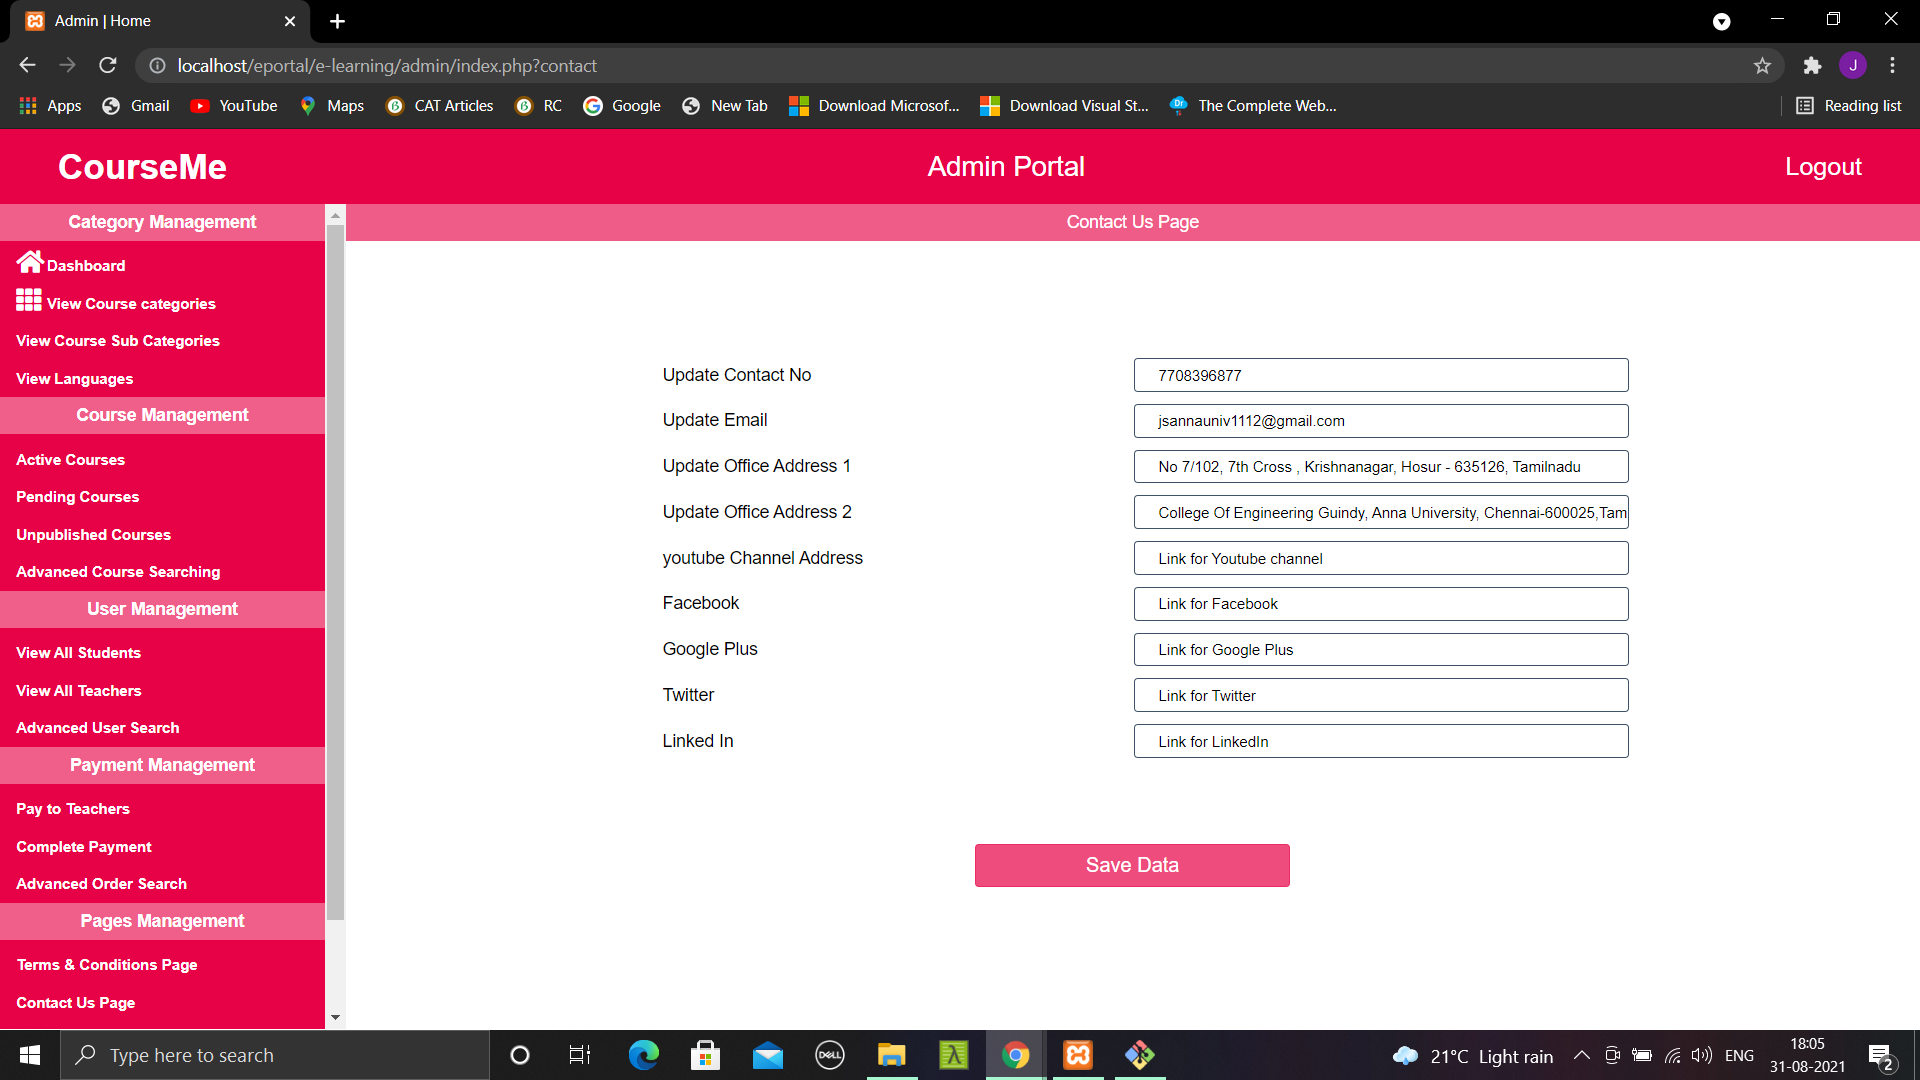 Admin | Home
localhost/eportal/e-learning/admin/index.php?contact
J
Apps Gmail YouTube Maps CAT Articles RC Google New Tab Download Microsof... Download Visual St... The Complete Web... Reading list
CourseMe Admin Portal Logout
Category Management
Dashboard
View Course categories
View Course Sub Categories
View Languages
Course Management
Active Courses
Pending Courses
Unpublished Courses
Advanced Course Searching
User Management
View All Students
View All Teachers
Advanced User Search
Payment Management
Pay to Teachers
Complete Payment
Advanced Order Search
Pages Management
Terms & Conditions Page
Contact Us Page
Contact Us Page
Update Contact No 7708396877
Update Email jsannauniv1112@gmail.com
Update Office Address 1 No 7/102, 7th Cross , Krishnanagar, Hosur - 635126, Tamilnadu
Update Office Address 2 College Of Engineering Guindy, Anna University, Chennai-600025,Tam
youtube Channel Address Link for Youtube channel
Facebook Link for Facebook
Google Plus Link for Google Plus
Twitter Link for Twitter
Linked In Link for LinkedIn
Save Data
Type here to search
DELL
21°C Light rain
ENG
18:05
31-08-2021
2